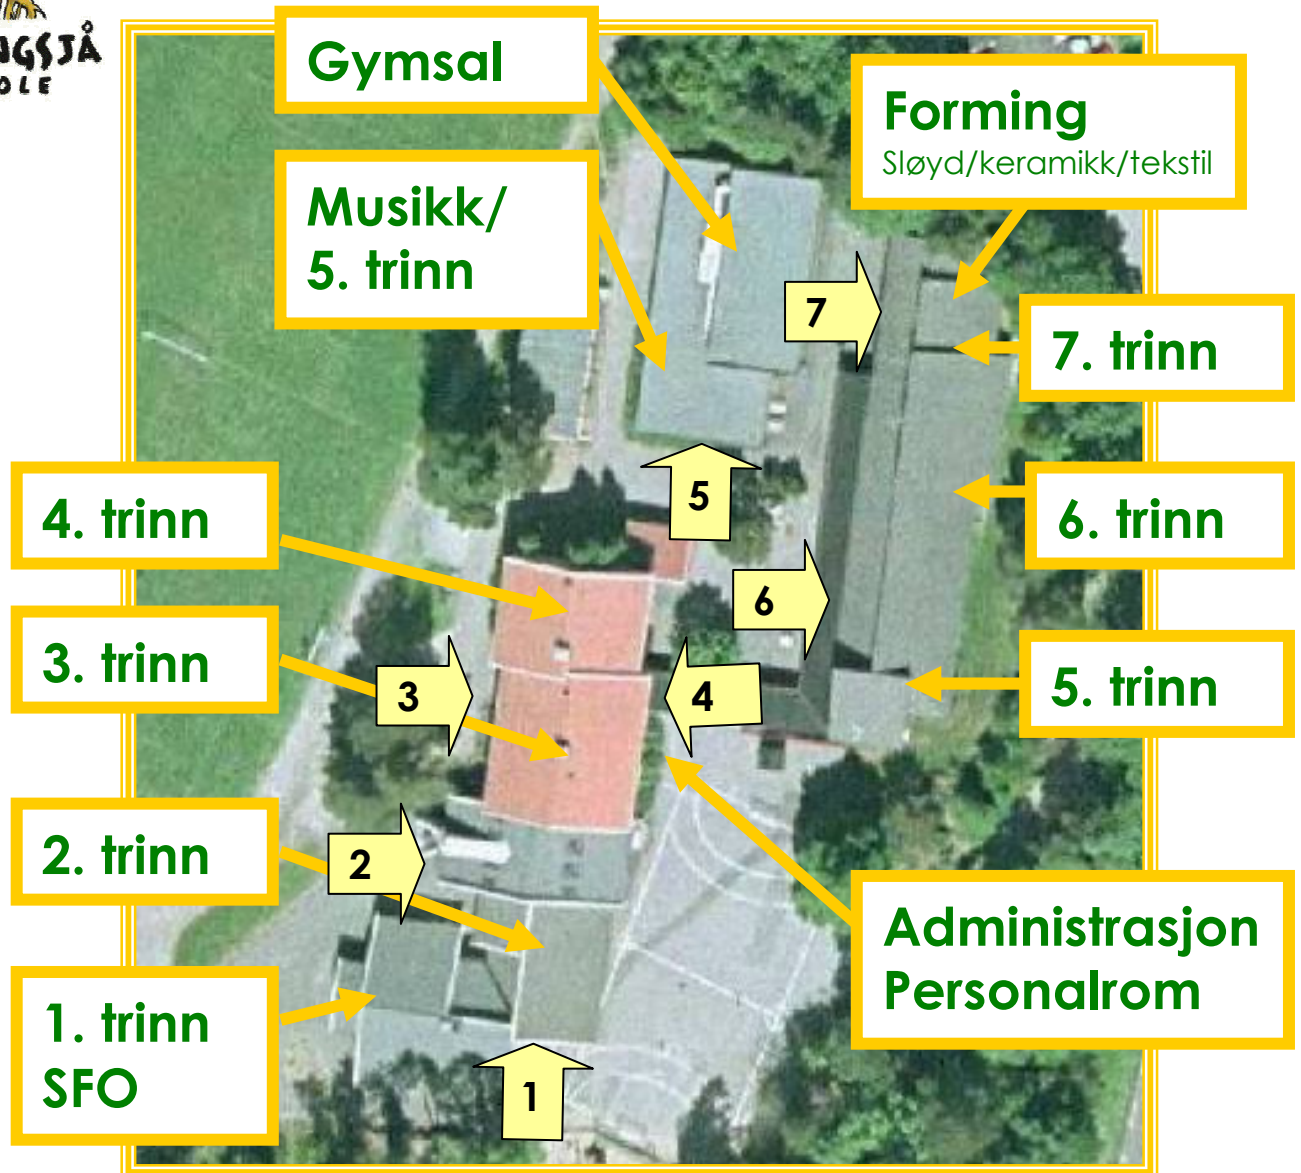 Gymsal
Forming
Sløyd/keramikk/tekstil
Musikk/
5. trinn
7
7. trinn
4. trinn
5
6. trinn
6
3. trinn
3
4
5. trinn
2. trinn
2
Administrasjon
Personalrom
1. trinn
SFO
1